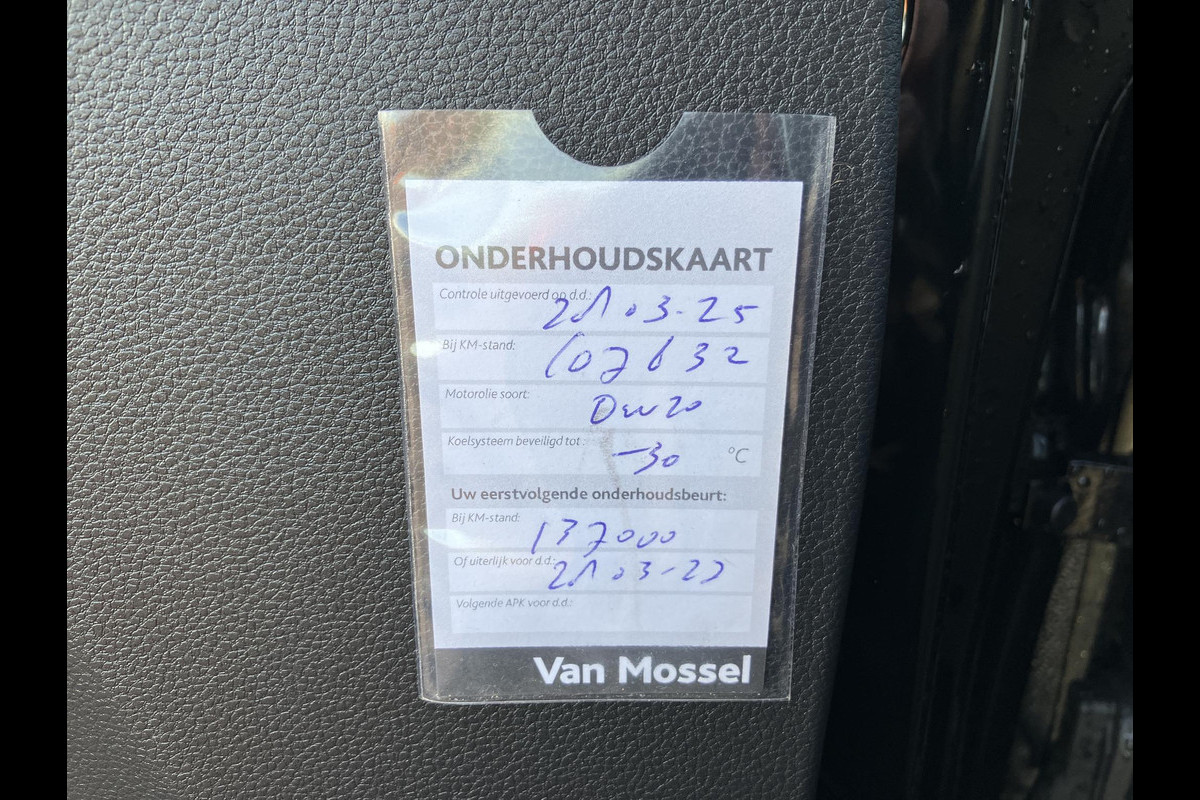 ONDERHOUDSKAART
Controle uitgevoerd op d.d.: 21.03-25
Bij KM-stand: 107632
Motorolie soort: 0w20
Koelsysteem beveiligd tot: -30 °C
Uw eerstvolgende onderhoudsbeurt:
Bij KM-stand: 137000
Of uiterlijk voor d.d.: 21.03-27
Volgende APK voor d.d.:
Van Mossel